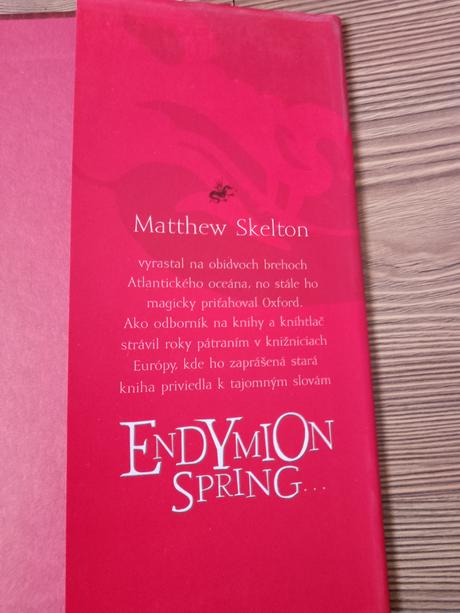 Matthew Skelton
vyrastal na obidvoch brehoch
Atlantického oceána, no stále ho
magicky priťahoval Oxford.
Ako odborník na knihy a kníhtlač
strávil roky pátraním v knižniciach
Európy, kde ho zaprášená stará
kniha priviedla k tajomným slovám
ENDYMION
SPRING...